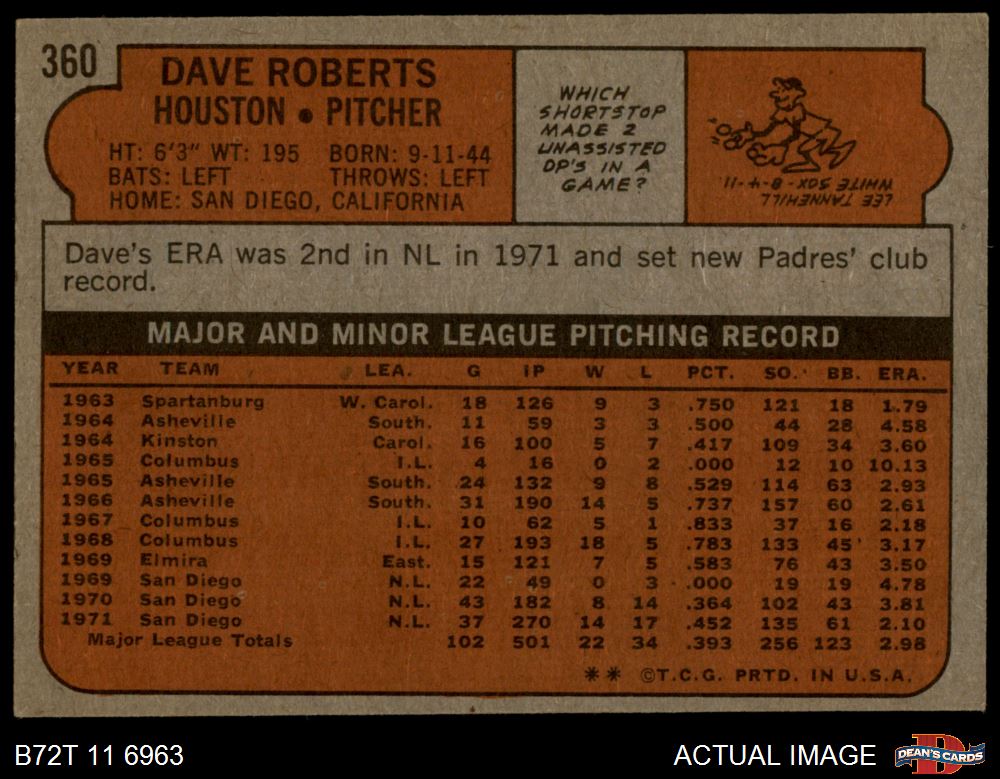 360
DAVE ROBERTS
HOUSTON • PITCHER
HT: 6'3" WT: 195 BORN: 9-11-44
BATS: LEFT THROWS: LEFT
HOME: SAN DIEGO, CALIFORNIA
WHICH
SHORTSTOP
MADE 2
UNASSISTED
DP'S IN A
GAME?
LEE TANNEHILL
WHITE SOX - 8-4-11.
Dave's ERA was 2nd in NL in 1971 and set new Padres' club
record.
MAJOR AND MINOR LEAGUE PITCHING RECORD
YEAR TEAM LEA. G IP W L PCT. SO. BB. ERA.
1963 Spartanburg W. Carol. 18 126 9 3 .750 121 18 1.79
1964 Asheville South. 11 59 3 3 .500 44 28 4.58
1964 Kinston Carol. 16 100 5 7 .417 109 34 3.60
1965 Columbus I.L. 4 16 0 2 .000 12 10 10.13
1965 Asheville South. 24 132 9 8 .529 114 63 2.93
1966 Asheville South. 31 190 14 5 .737 157 60 2.61
1967 Columbus I.L. 10 62 5 1 .833 37 16 2.18
1968 Columbus I.L. 27 193 18 5 .783 133 45 3.17
1969 Elmira East. 15 121 7 5 .583 76 43 3.50
1969 San Diego N.L. 22 49 0 3 .000 19 19 4.78
1970 San Diego N.L. 43 182 8 14 .364 102 43 3.81
1971 San Diego N.L. 37 270 14 17 .452 135 61 2.10
Major League Totals 102 501 22 34 .393 256 123 2.98
** ©T.C.G. PRTD. IN U.S.A.
B72T 11 6963 ACTUAL IMAGE
D
DEAN'S CARDS